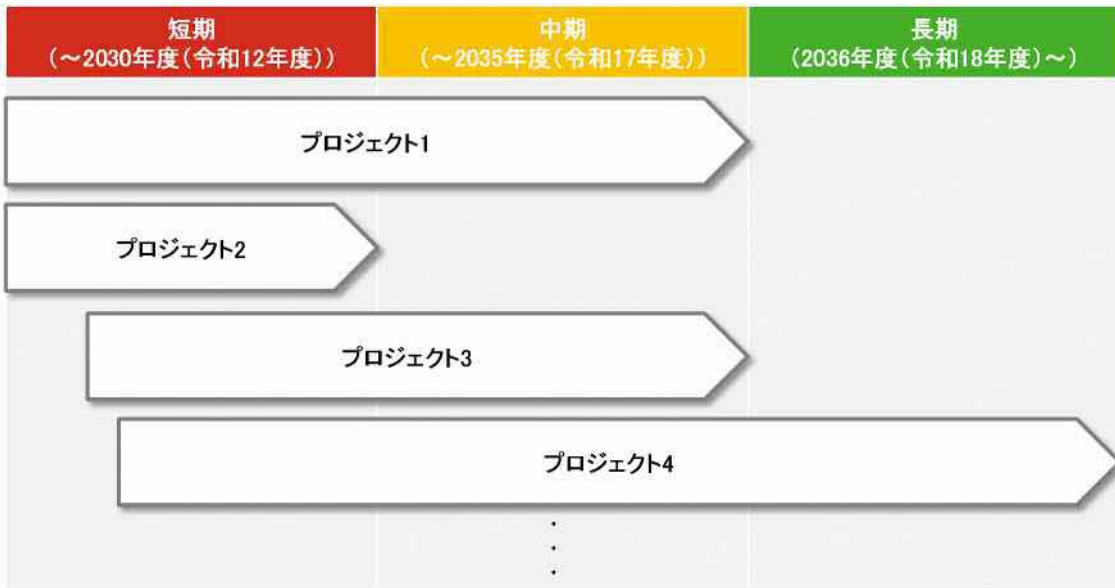 短期
(～2030年度(令和12年度))
中期
(～2035年度(令和17年度))
長期
(2036年度(令和18年度)～)
プロジェクト1
プロジェクト2
プロジェクト3
プロジェクト4
・
・
・